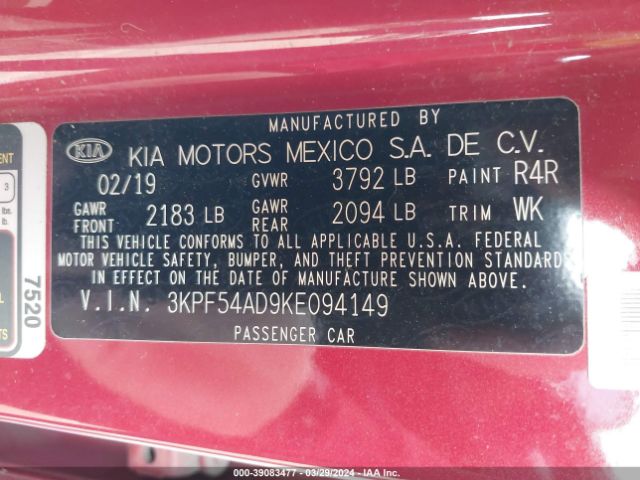 MANUFACTURED BY
KIA KIA MOTORS MEXICO S.A. DE C.V.
02/19 GVWR 3792 LB PAINT R4R
GAWR FRONT 2183 LB GAWR REAR 2094 LB TRIM WK
THIS VEHICLE CONFORMS TO ALL APPLICABLE U.S.A. FEDERAL
MOTOR VEHICLE SAFETY, BUMPER, AND THEFT PREVENTION STANDARDS
IN EFFECT ON THE DATE OF MANUFACTURE SHOWN ABOVE.
V.I.N. 3KPF54AD9KE094149
PASSENGER CAR
3
lbs.
lb.
7520
000-39083477 - 03/29/2024 - IAA Inc.